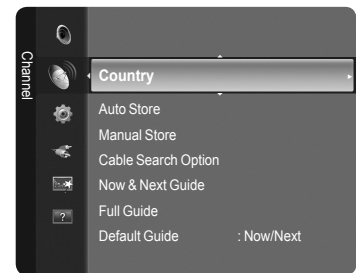 Channel
Country
Auto Store
Manual Store
Cable Search Option
Now & Next Guide
Full Guide
Default Guide : Now/Next
?